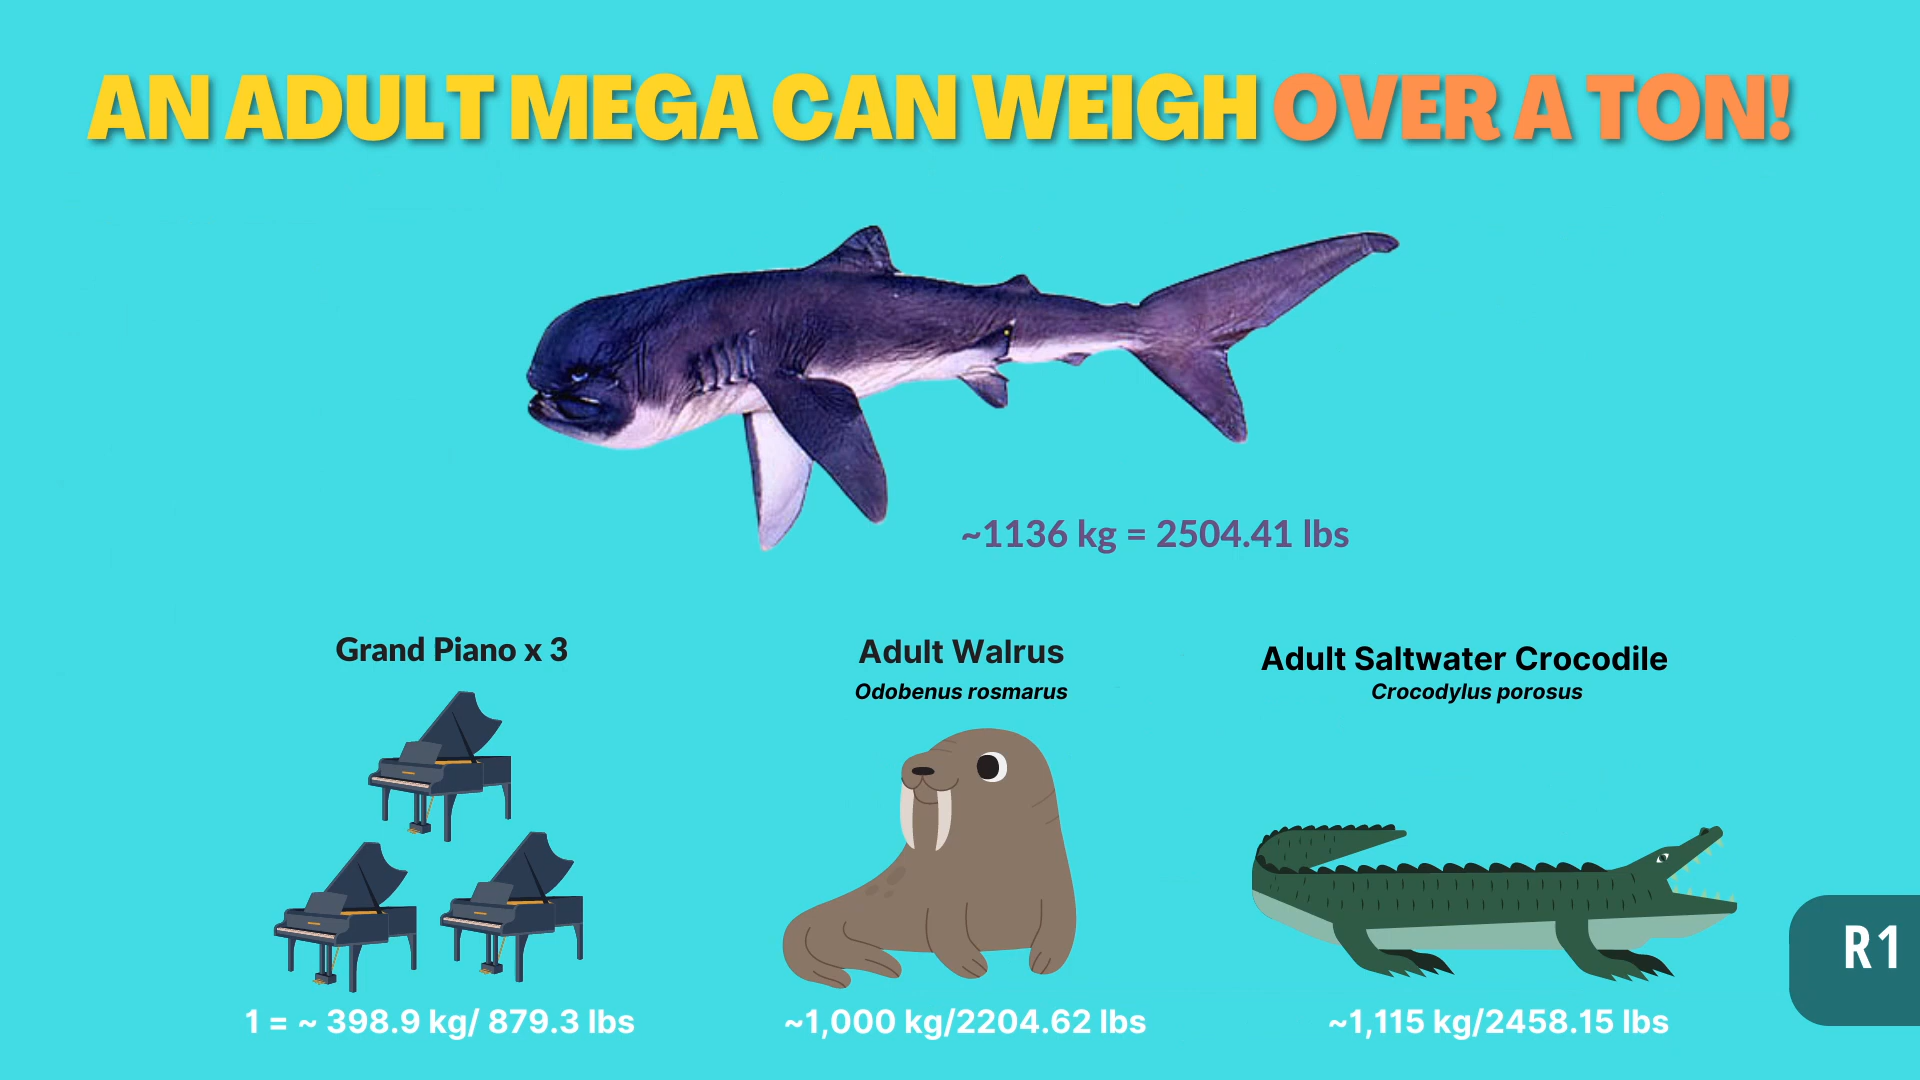 AN ADULT MEGA CAN WEIGH OVER A TON!
~1136 kg = 2504.41 lbs
Grand Piano x 3
1 = ~ 398.9 kg/ 879.3 lbs
Adult Walrus
Odobenus rosmarus
~1,000 kg/2204.62 lbs
Adult Saltwater Crocodile
Crocodylus porosus
~1,115 kg/2458.15 lbs
R1